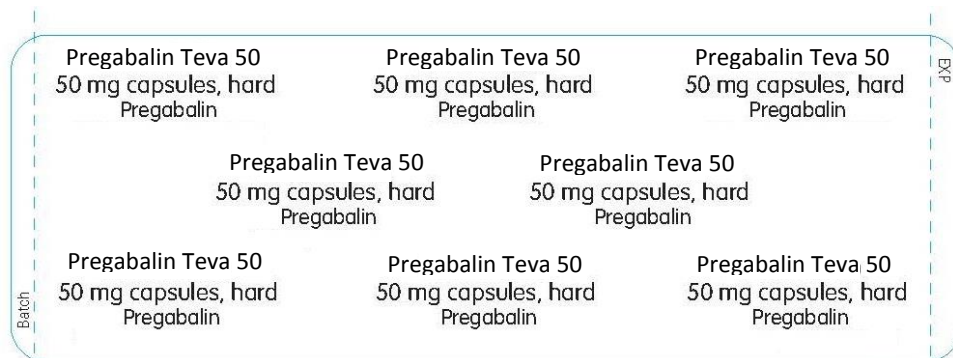 Pregabalin Teva 50 Pregabalin Teva 50 Pregabalin Teva 50
50 mg capsules, hard 50 mg capsules, hard 50 mg capsules, hard
Pregabalin Pregabalin Pregabalin
EXP
Pregabalin Teva 50 Pregabalin Teva 50
50 mg capsules, hard 50 mg capsules, hard
Pregabalin Pregabalin
Pregabalin Teva 50 Pregabalin Teva 50 Pregabalin Teva 50
50 mg capsules, hard 50 mg capsules, hard 50 mg capsules, hard
Pregabalin Pregabalin Pregabalin
Batch